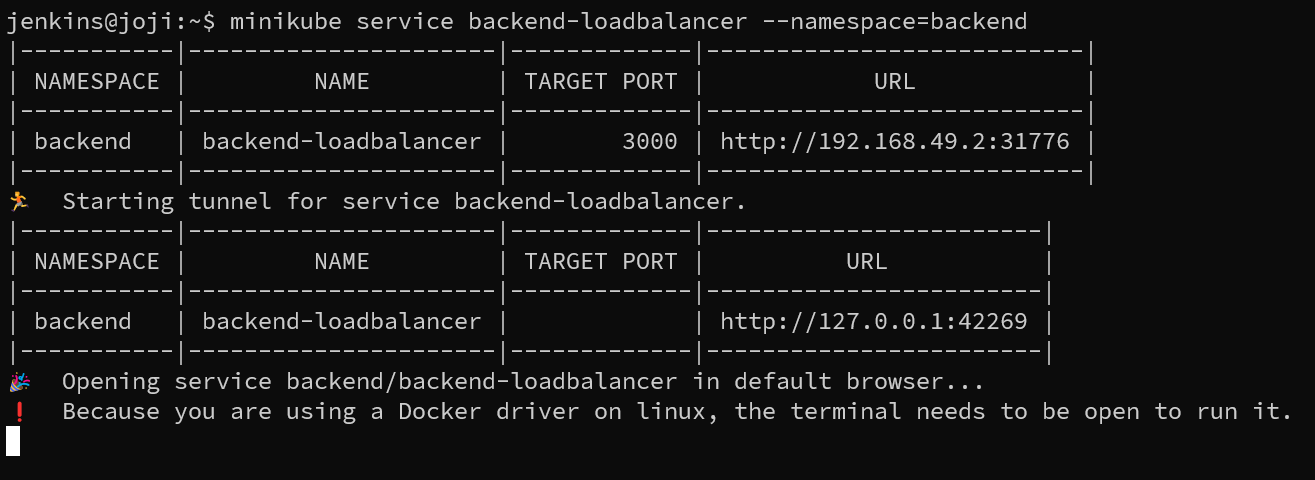 jenkins@joji:~$ minikube service backend-loadbalancer --namespace=backend
|-----------|----------------------|-------------|---------------------------|
| NAMESPACE |         NAME         | TARGET PORT |            URL            |
|-----------|----------------------|-------------|---------------------------|
| backend   | backend-loadbalancer |        3000 | http://192.168.49.2:31776 |
|-----------|----------------------|-------------|---------------------------|
🏃  Starting tunnel for service backend-loadbalancer.
|-----------|----------------------|-------------|------------------------|
| NAMESPACE |         NAME         | TARGET PORT |          URL           |
|-----------|----------------------|-------------|------------------------|
| backend   | backend-loadbalancer |             | http://127.0.0.1:42269 |
|-----------|----------------------|-------------|------------------------|
🎉  Opening service backend/backend-loadbalancer in default browser...
❗  Because you are using a Docker driver on linux, the terminal needs to be open to run it.